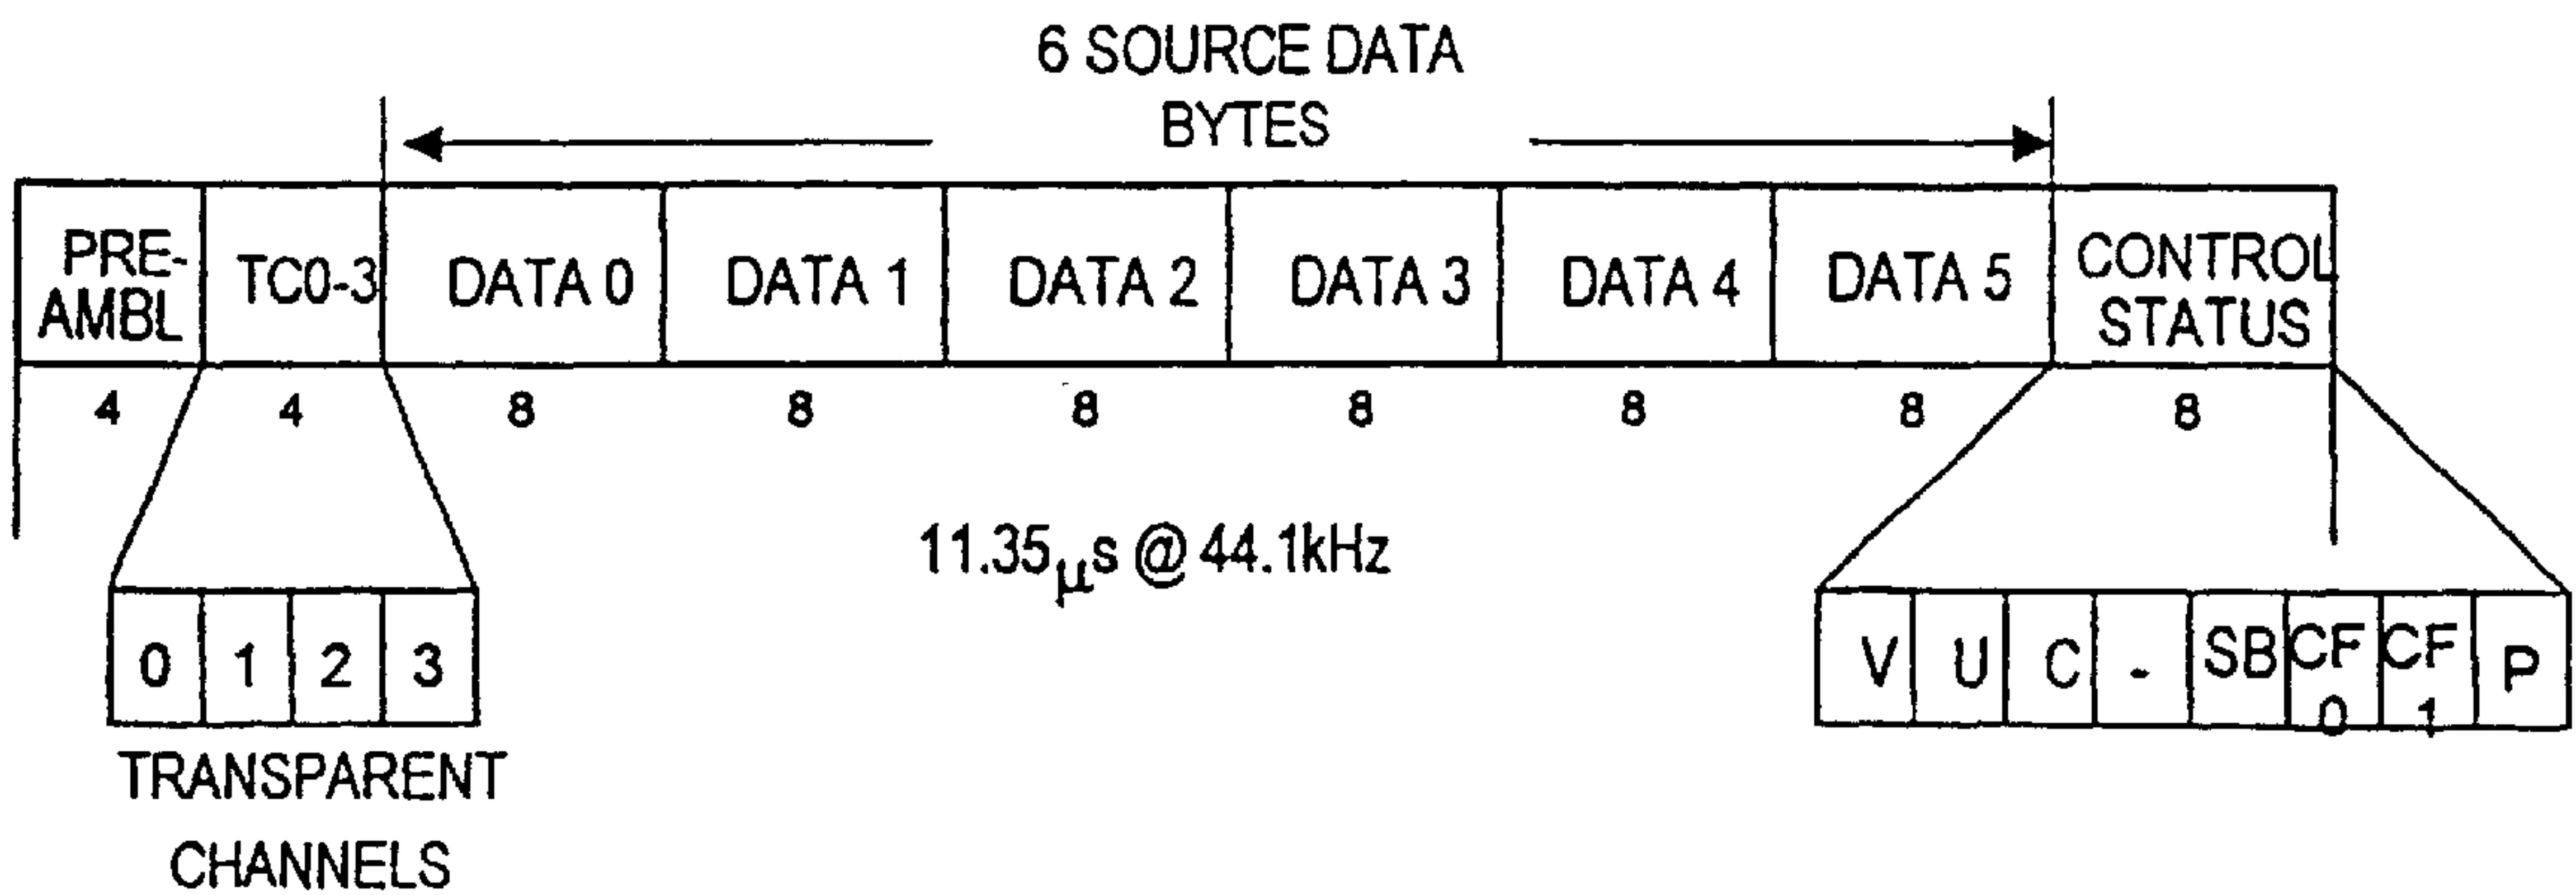 6 SOURCE DATA
BYTES
PRE-
AMBL
TC0-3
DATA 0
DATA 1
DATA 2
DATA 3
DATA 4
DATA 5
CONTROL
STATUS
4
4
8
8
8
8
8
8
8
11.35μs @ 44.1kHz
0
1
2
3
TRANSPARENT
CHANNELS
V
U
C
-
SB
CF
0
CF
1
P